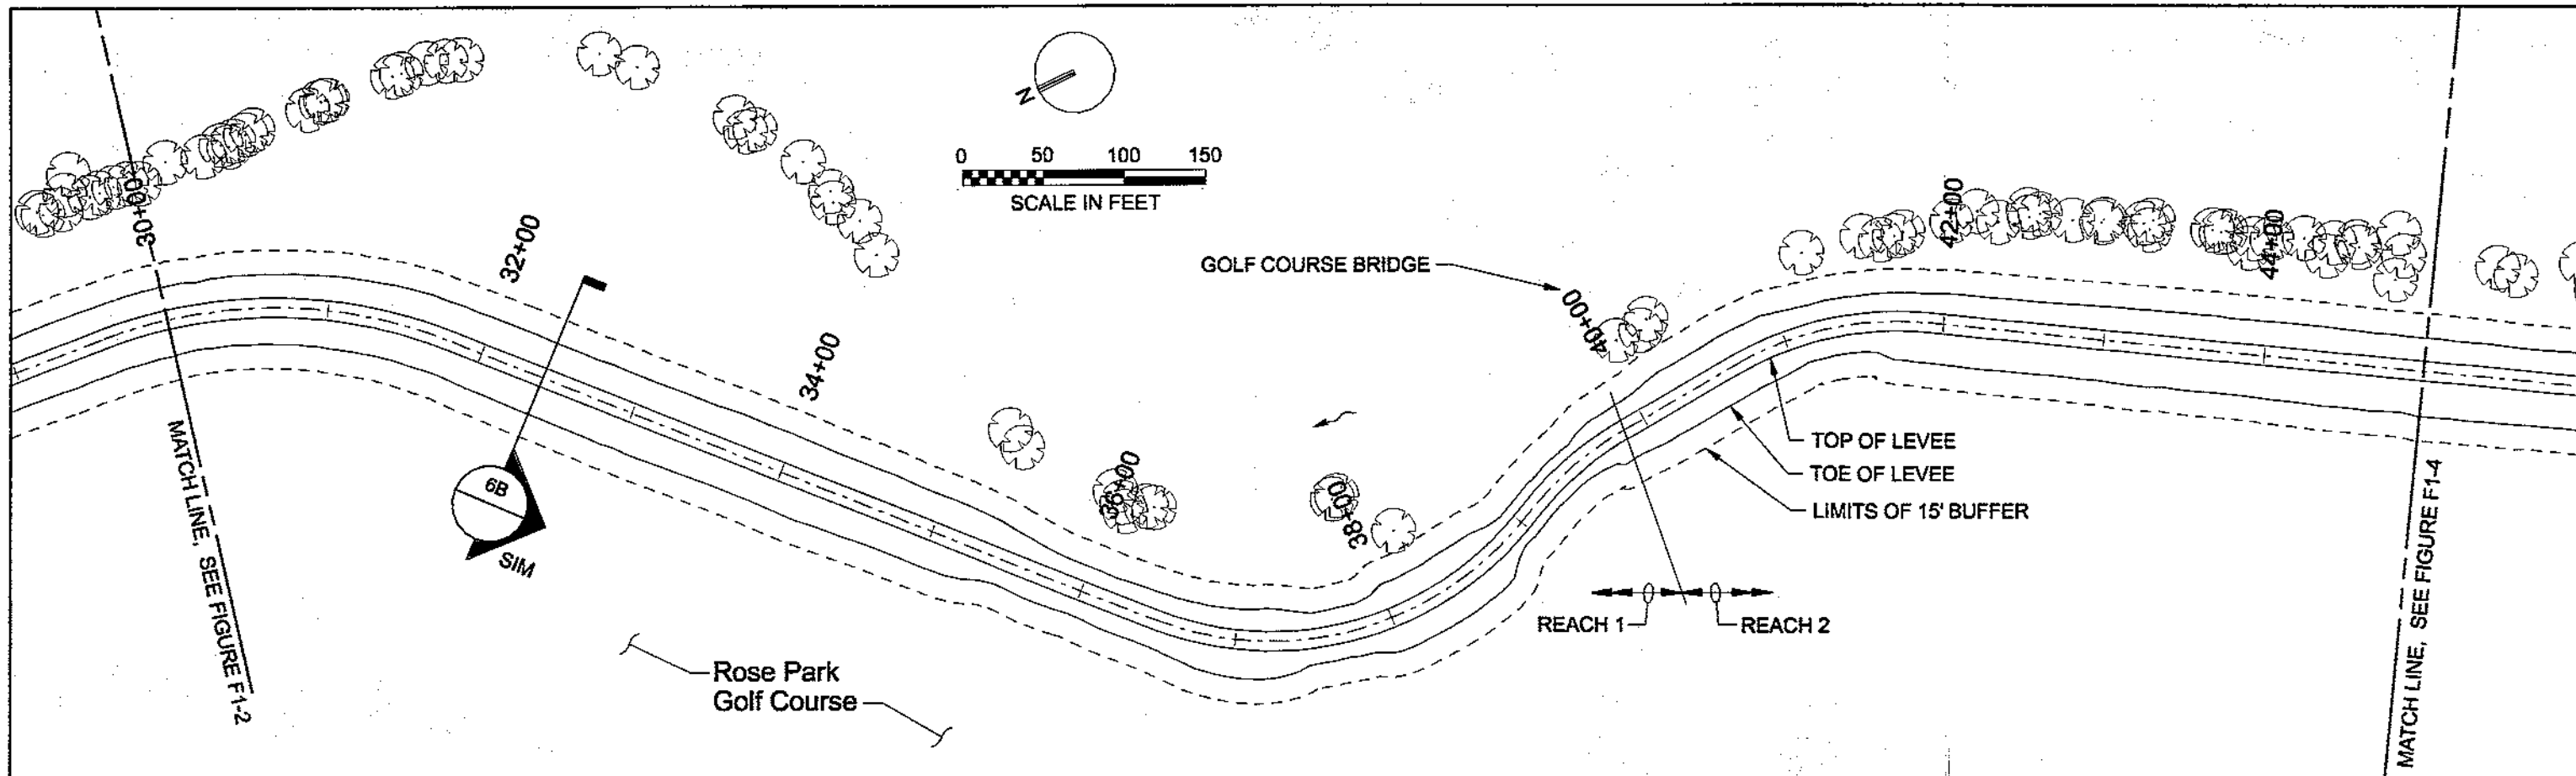 N
0 50 100 150
SCALE IN FEET
30+00
32+00
34+00
36+00
38+00
40+00
42+00
44+00
GOLF COURSE BRIDGE
TOP OF LEVEE
TOE OF LEVEE
LIMITS OF 15' BUFFER
6B
SIM
REACH 1
REACH 2
Rose Park
Golf Course
MATCH LINE, SEE FIGURE F1-2
MATCH LINE, SEE FIGURE F1-4